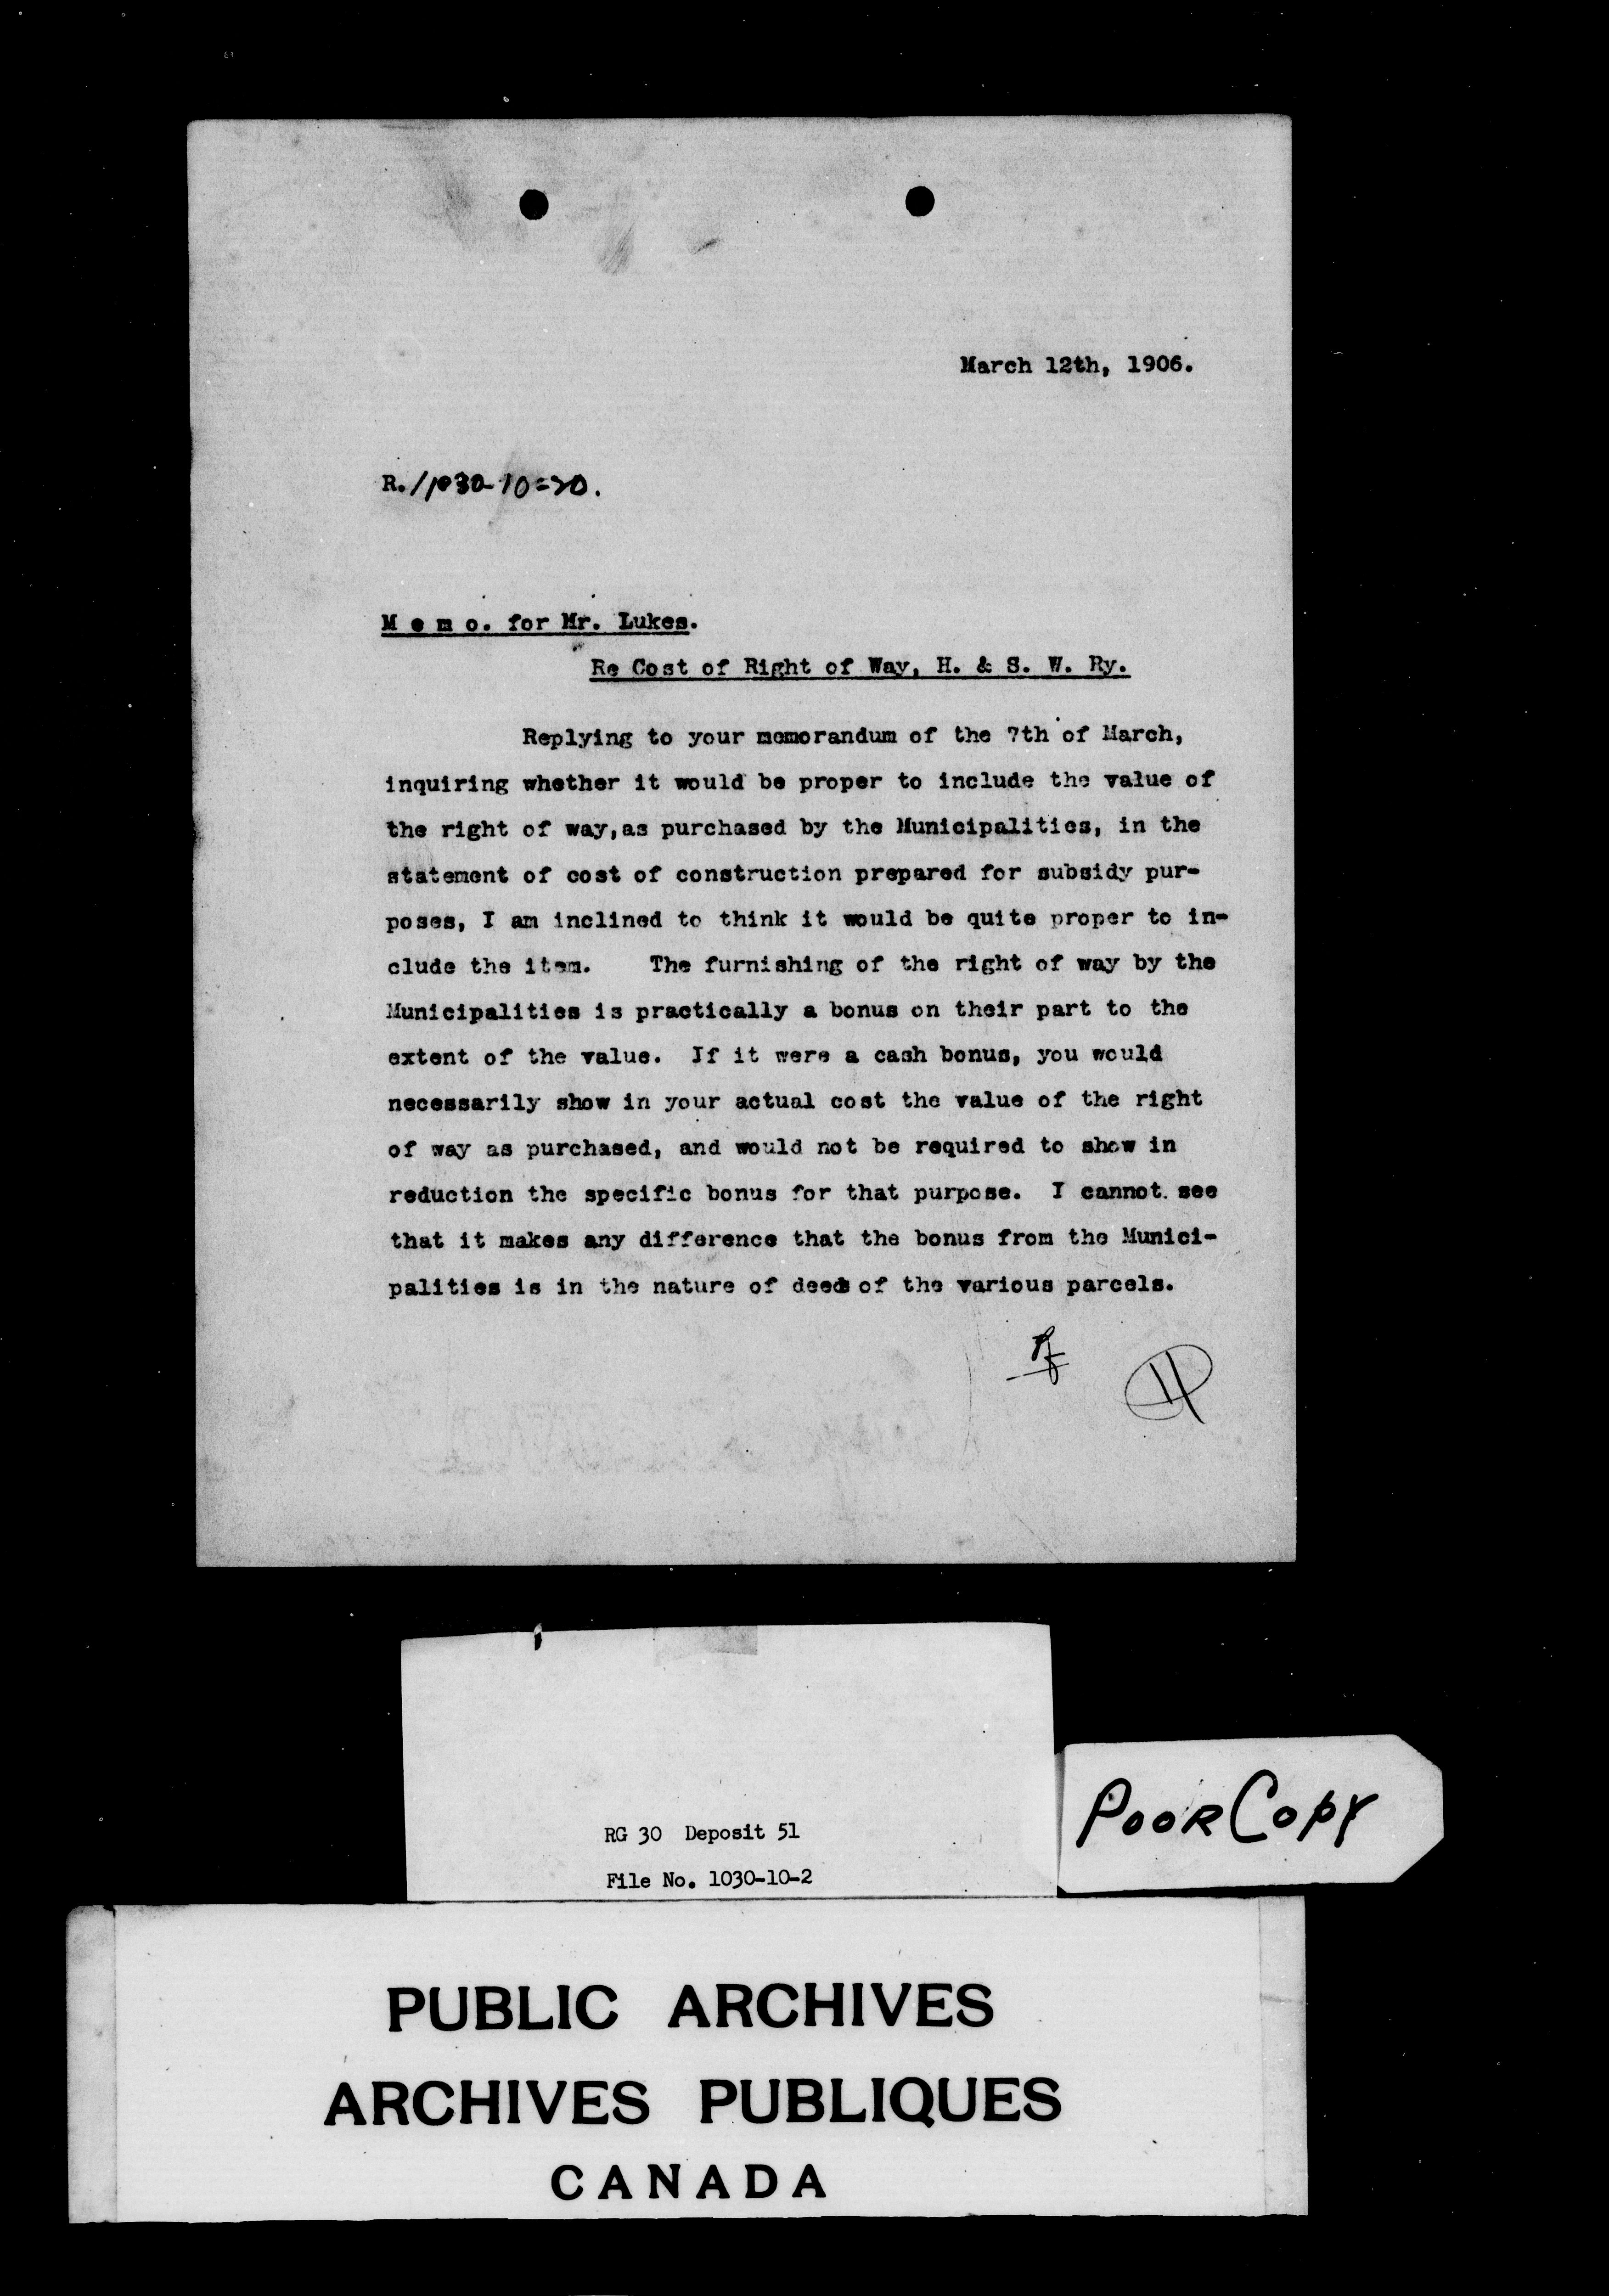 March 12th, 1906.
R./1030-10=20.
M e m o. for Mr. Lukes.
Re Cost of Right of Way, H. & S. W. Ry.
Replying to your memorandum of the 7th of March,
inquiring whether it would be proper to include the value of
the right of way,as purchased by the Municipalities, in the
statement of cost of construction prepared for subsidy pur-
poses, I am inclined to think it would be quite proper to in-
clude the item. The furnishing of the right of way by the
Municipalities is practically a bonus on their part to the
extent of the value. If it were a cash bonus, you would
necessarily show in your actual cost the value of the right
of way as purchased, and would not be required to show in
reduction the specific bonus for that purpose. I cannot see
that it makes any difference that the bonus from the Munici-
palities is in the nature of deeds of the various parcels.
RG 30 Deposit 51
File No. 1030-10-2
POOR COPY
PUBLIC ARCHIVES
ARCHIVES PUBLIQUES
CANADA